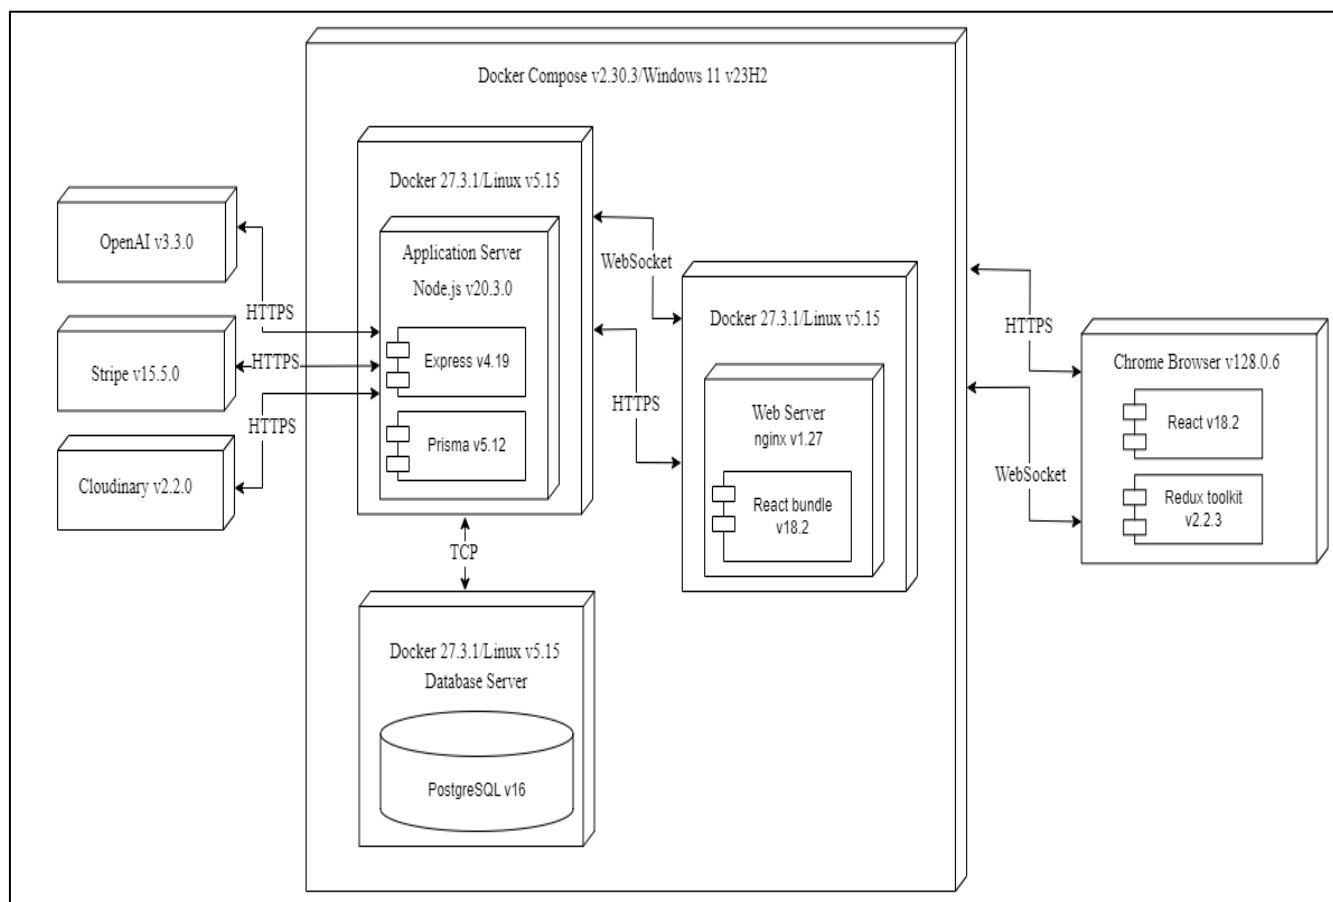 Docker Compose v2.30.3/Windows 11 v23H2
Docker 27.3.1/Linux v5.15
OpenAI v3.3.0
Application Server
Node.js v20.3.0
WebSocket
Docker 27.3.1/Linux v5.15
HTTPS
HTTPS
Express v4.19
Chrome Browser v128.0.6
Stripe v15.5.0
HTTPS
HTTPS
Web Server
nginx v1.27
React v18.2
HTTPS
Prisma v5.12
WebSocket
Cloudinary v2.2.0
React bundle
v18.2
Redux toolkit
v2.2.3
TCP
Docker 27.3.1/Linux v5.15
Database Server
PostgreSQL v16